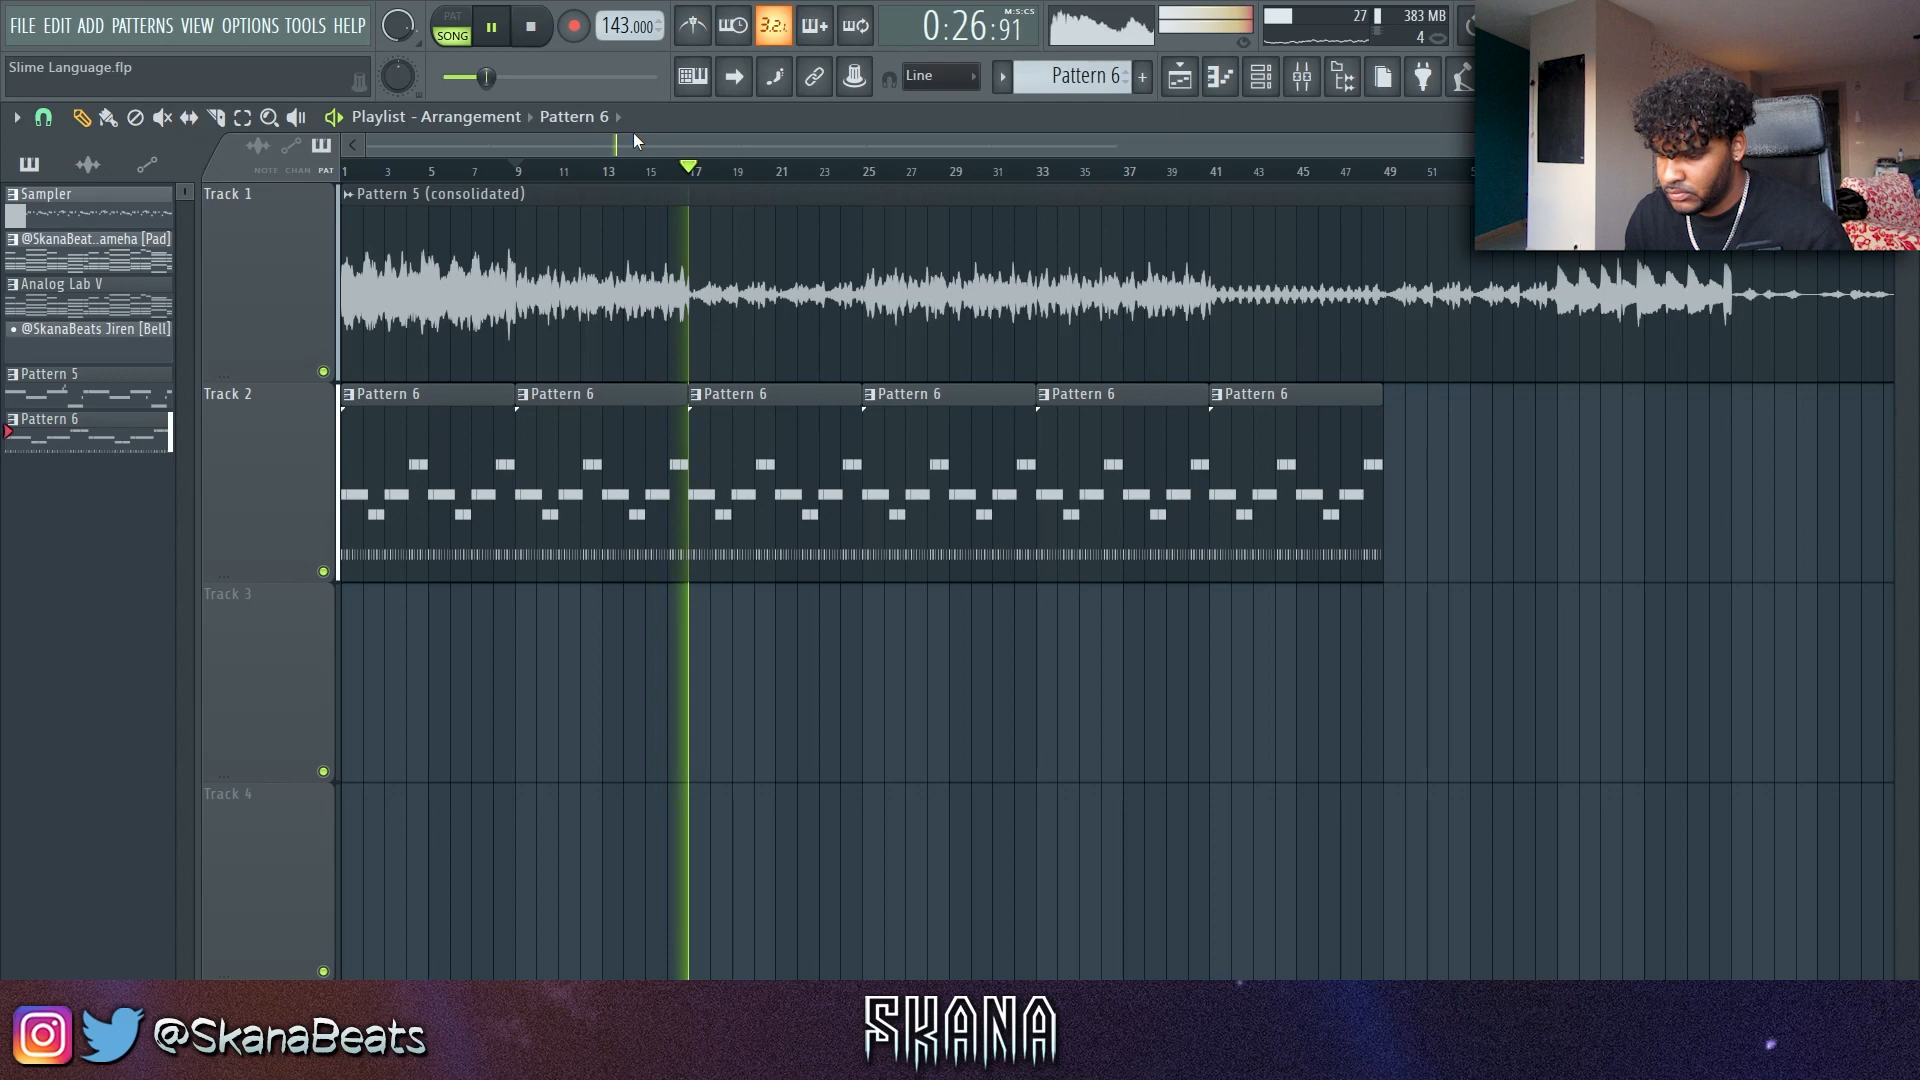 FILE EDIT ADD PATTERNS VIEW OPTIONS TOOLS HELP
PAT
SONG
143.000
3.2.
0:26:91
M:S:CS
27
383 MB
4
Slime Language.flp
Line
Pattern 6
+
Playlist - Arrangement
Pattern 6
NOTE CHAN PAT
1 3 5 7 9 11 13 15 17 19 21 23 25 27 29 31 33 35 37 39 41 43 45 47 49 51
Sampler
@SkanaBeat..ameha [Pad]
Analog Lab V
@SkanaBeats Jiren [Bell]
Pattern 5
Pattern 6
Track 1
Pattern 5 (consolidated)
Track 2
Pattern 6
Pattern 6
Pattern 6
Pattern 6
Pattern 6
Pattern 6
Track 3
Track 4
@SkanaBeats
SKANA